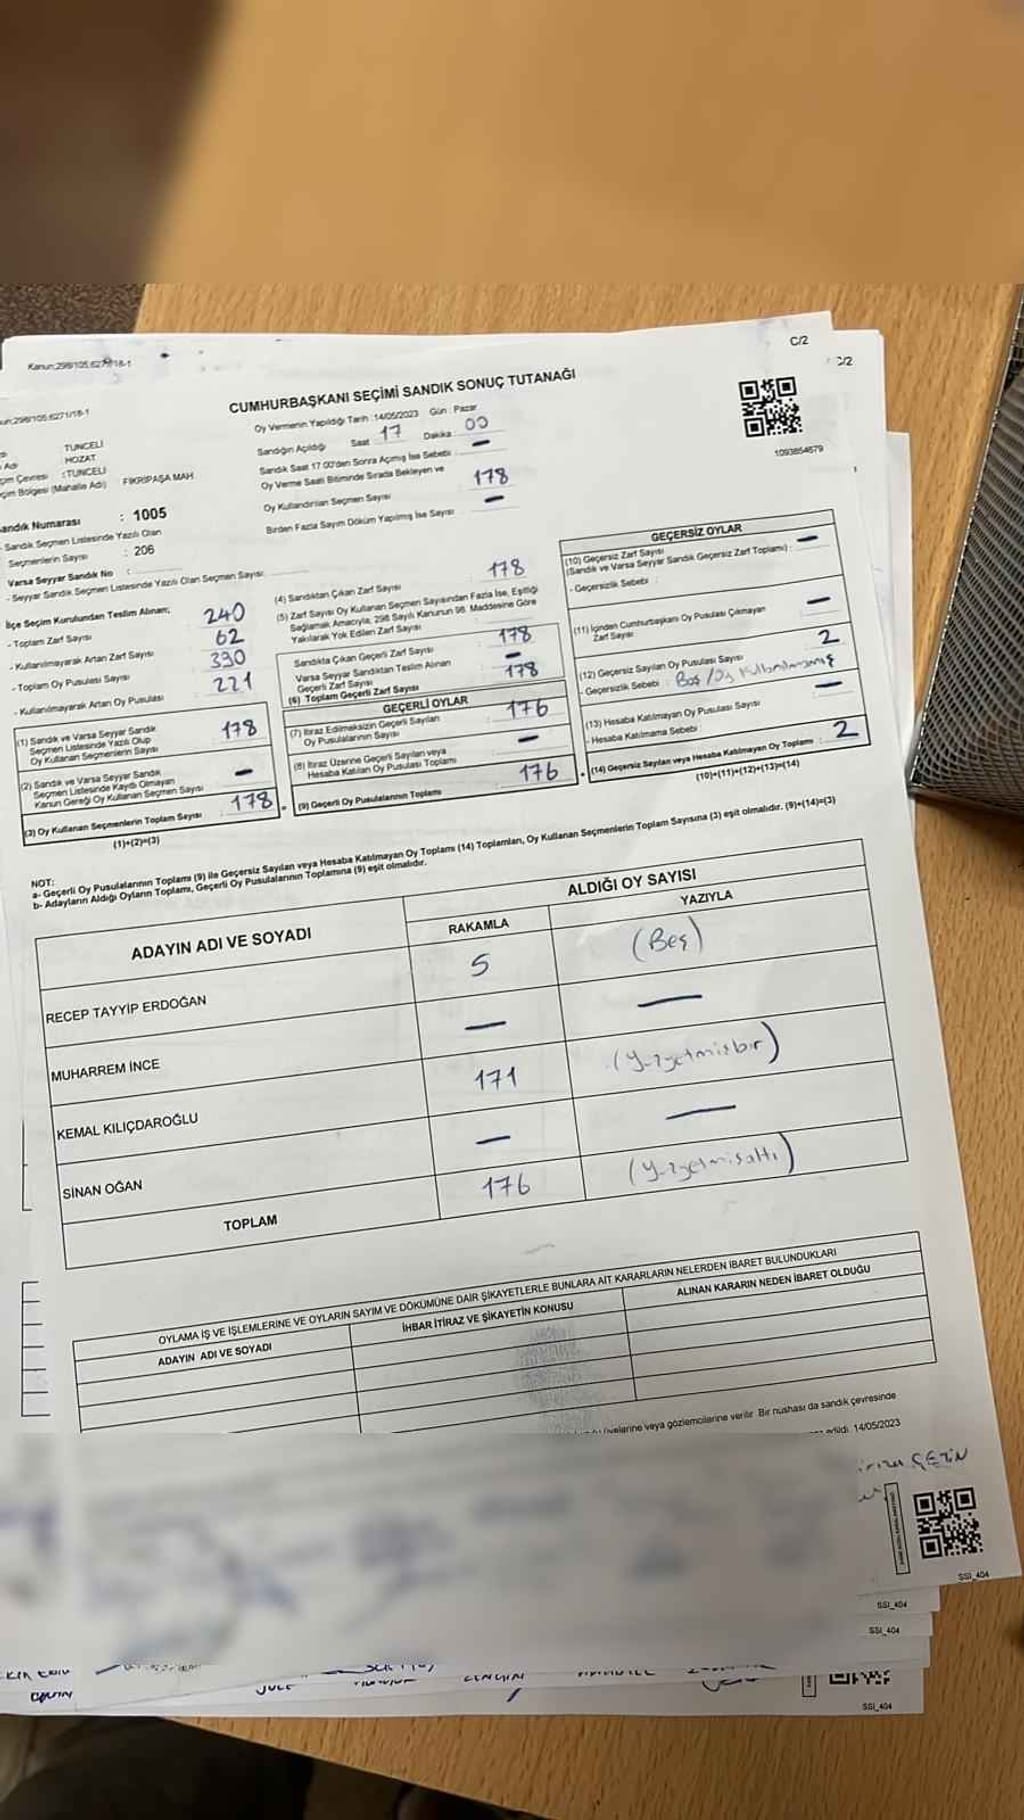 C/2
C/2
Kanun:298/105,6271/18-1
CUMHURBAŞKANI SEÇİMİ SANDIK SONUÇ TUTANAĞI
Oy Vermenin Yapıldığı Tarih :14/05/2023 Gün : Pazar
Sandığın Açıldığı Saat 17 Dakika 00
Sandık Saat 17.00'den Sonra Açılmış İse Sebebi —
Oy Verme Saati Bitiminde Sırada Bekleyen ve
Oy Kullandırılan Seçmen Sayısı 178
Birden Fazla Sayım Döküm Yapılmış İse Sayısı —
1093854679
TUNCELİ
Adı HOZAT
Çevresi :TUNCELİ
Bölgesi (Mahalle Adı) FİKRİPAŞA MAH
Sandık Numarası : 1005
- Sandık Seçmen Listesinde Yazılı Olan
Seçmenlerin Sayısı : 206
Varsa Seyyar Sandık No :
- Seyyar Sandık Seçmen Listesinde Yazılı Olan Seçmen Sayısı:
İlçe Seçim Kurulundan Teslim Alınan;
- Toplam Zarf Sayısı 240
- Kullanılmayarak Artan Zarf Sayısı 62
- Toplam Oy Pusulası Sayısı 390
- Kullanılmayarak Artan Oy Pusulası 221
(1) Sandık ve Varsa Seyyar Sandık
Seçmen Listesinde Yazılı Olup
Oy Kullanan Seçmenlerin Sayısı 178
(2) Sandık ve Varsa Seyyar Sandık
Seçmen Listesinde Kaydı Olmayan
Kanun Gereği Oy Kullanan Seçmen Sayısı —
(3) Oy Kullanan Seçmenlerin Toplam Sayısı 178
(1)+(2)=(3)
(4) Sandıktan Çıkan Zarf Sayısı 178
(5) Zarf Sayısı Oy Kullanan Seçmen Sayısından Fazla İse, Eşitliği
Sağlamak Amacıyla, 298 Sayılı Kanunun 98. Maddesine Göre
Yakılarak Yok Edilen Zarf Sayısı
Sandıkta Çıkan Geçerli Zarf Sayısı 178
Varsa Seyyar Sandıktan Teslim Alınan
Geçerli Zarf Sayısı —
(6) Toplam Geçerli Zarf Sayısı 178
GEÇERLİ OYLAR
(7) İtiraz Edilmeksizin Geçerli Sayılan
Oy Pusulalarının Sayısı 176
(8) İtiraz Üzerine Geçerli Sayılan veya
Hesaba Katılan Oy Pusulası Toplamı —
(9) Geçerli Oy Pusulalarının Toplamı 176
GEÇERSİZ OYLAR
(10) Geçersiz Zarf Sayısı
(Sandık ve Varsa Seyyar Sandık Geçersiz Zarf Toplamı) : —
- Geçersizlik Sebebi :
(11) İçinden Cumhurbaşkanı Oy Pusulası Çıkmayan
Zarf Sayısı —
(12) Geçersiz Sayılan Oy Pusulası Sayısı 2
- Geçersizlik Sebebi : Boş/Oy Kullanılmamış
(13) Hesaba Katılmayan Oy Pusulası Sayısı —
- Hesaba Katılmama Sebebi
(14) Geçersiz Sayılan veya Hesaba Katılmayan Oy Toplamı : 2
(10)+(11)+(12)+(13)=(14)
NOT:
a- Geçerli Oy Pusulalarının Toplamı (9) ile Geçersiz Sayılan veya Hesaba Katılmayan Oy Toplamı (14) Toplamları, Oy Kullanan Seçmenlerin Toplam Sayısına (3) eşit olmalıdır. (9)+(14)=(3)
b- Adayların Aldığı Oyların Toplamı, Geçerli Oy Pusulalarının Toplamına (9) eşit olmalıdır.
ADAYIN ADI VE SOYADI
ALDIĞI OY SAYISI
RAKAMLA YAZIYLA
RECEP TAYYİP ERDOĞAN 5 (Beş)
MUHARREM İNCE — —
KEMAL KILIÇDAROĞLU 171 (Yüzyetmişbir)
SİNAN OĞAN — —
TOPLAM 176 (Yüzyetmişaltı)
OYLAMA İŞ VE İŞLEMLERİNE VE OYLARIN SAYIM VE DÖKÜMÜNE DAİR ŞİKAYETLERLE BUNLARA AİT KARARLARIN NELERDEN İBARET BULUNDUKLARI
ADAYIN ADI VE SOYADI İHBAR İTİRAZ VE ŞİKAYETİN KONUSU ALINAN KARARIN NEDEN İBARET OLDUĞU
üyelerine veya gözlemcilerine verilir. Bir nüshası da sandık çevresinde
edildi. 14/05/2023
ÇETİN
SSI_404
SSI_404
SSI_404
SSI_404